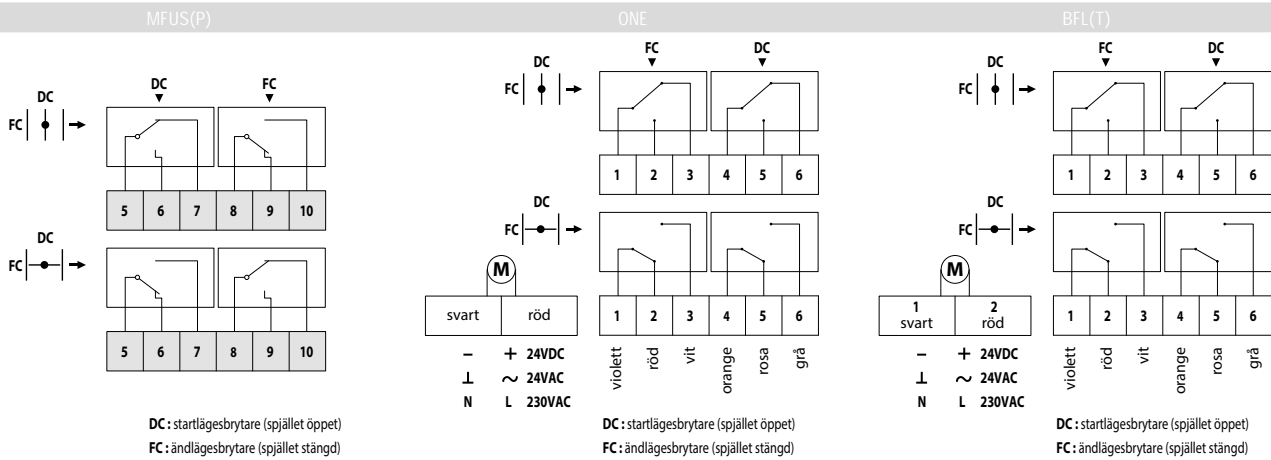 MFUS(P)
DC
FC
DC FC
5 6 7 8 9 10
DC
FC
5 6 7 8 9 10
DC : startlägesbrytare (spjället öppet)
FC : ändlägesbrytare (spjället stängd)
ONE
DC
FC
FC DC
1 2 3 4 5 6
DC
FC
M
svart röd
1 2 3 4 5 6
violett röd vit orange rosa grå
– + 24VDC
⊥ ~ 24VAC
N L 230VAC
DC : startlägesbrytare (spjället öppet)
FC : ändlägesbrytare (spjället stängd)
BFL(T)
DC
FC
FC DC
1 2 3 4 5 6
DC
FC
M
1 2
svart röd
1 2 3 4 5 6
violett röd vit orange rosa grå
– + 24VDC
⊥ ~ 24VAC
N L 230VAC
DC : startlägesbrytare (spjället öppet)
FC : ändlägesbrytare (spjället stängd)